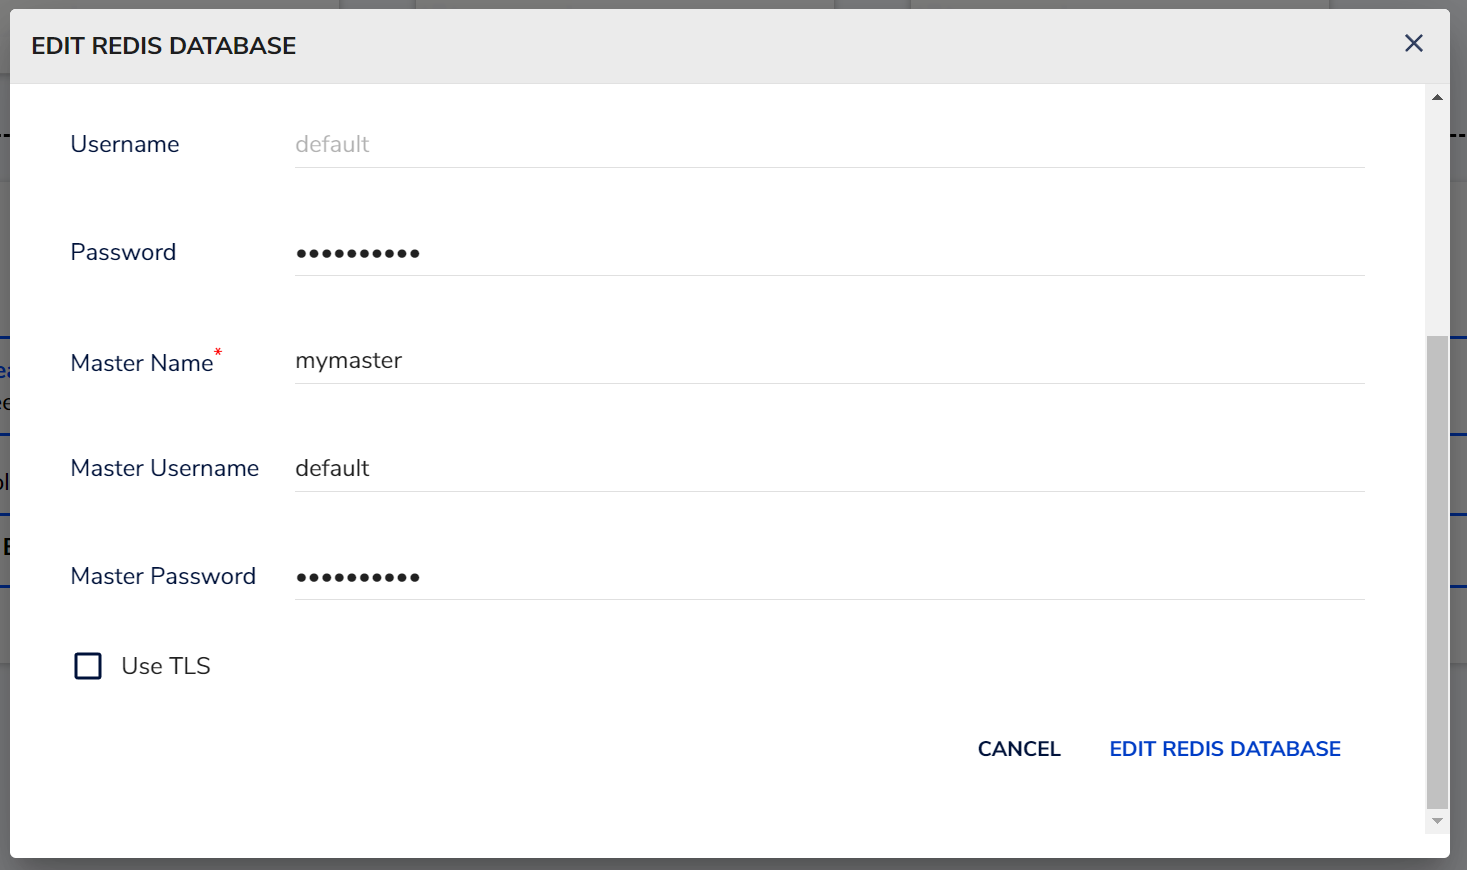 EDIT REDIS DATABASE
Username default
Password ••••••••••
Master Name* mymaster
Master Username default
Master Password ••••••••••
Use TLS
CANCEL EDIT REDIS DATABASE